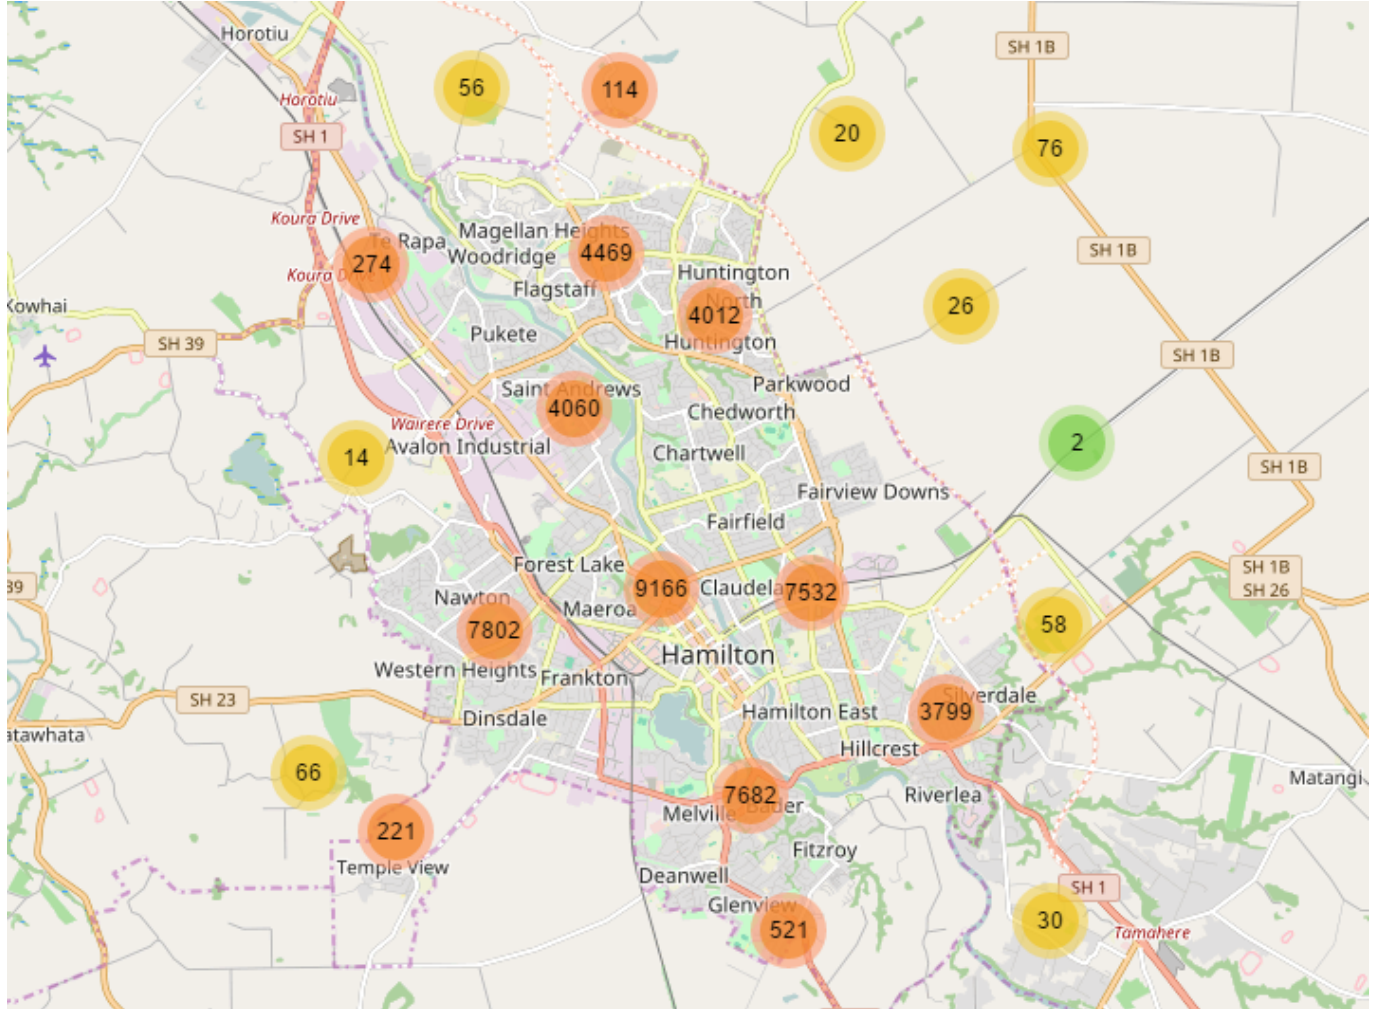 Horotiu
SH 1B
56
114
20
Horotiu
SH 1
76
Koura Drive
Te Rapa
Magellan Heights
Woodridge
4469
SH 1B
274
Koura Drive
Flagstaff
Huntington
North
4012
Huntington
26
Kowhai
Pukete
SH 39
SH 1B
Saint Andrews
4060
Parkwood
Chedworth
Wairere Drive
Avalon Industrial
14
Chartwell
2
SH 1B
Fairview Downs
Fairfield
Forest Lake
9166
Claudela
7532
SH 1B
SH 26
39
Nawton
Maeroa
7802
58
Hamilton
Western Heights
Frankton
SH 23
Silverdale
3799
Dinsdale
Hamilton East
atawhata
Hillcrest
66
Matangi
7682
Bader
Riverlea
Melville
221
Temple View
Fitzroy
Deanwell
SH 1
Glenview
521
30
Tamahere